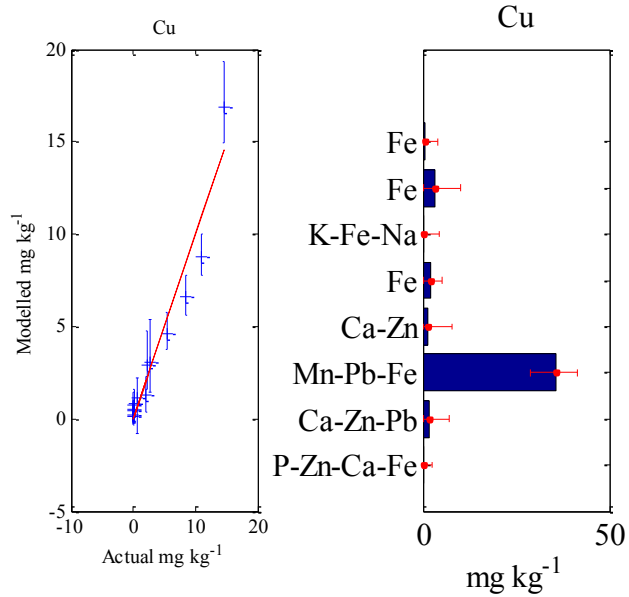 Cu
20
15
10
5
0
-5
-10
0
10
20
Modelled mg kg-1
Actual mg kg-1
Cu
Fe
Fe
K-Fe-Na
Fe
Ca-Zn
Mn-Pb-Fe
Ca-Zn-Pb
P-Zn-Ca-Fe
0
50
mg kg-1